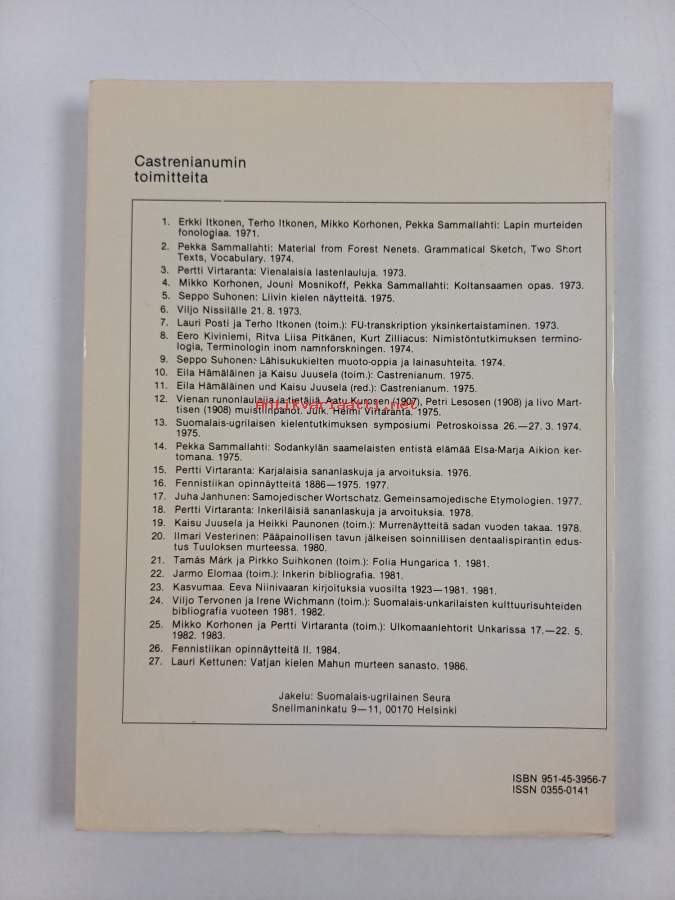 Castrenianumin
toimitteita
1. Erkki Itkonen, Terho Itkonen, Mikko Korhonen, Pekka Sammallahti: Lapin murteiden
fonologiaa. 1971.
2. Pekka Sammallahti: Material from Forest Nenets. Grammatical Sketch, Two Short
Texts, Vocabulary. 1974.
3. Pertti Virtaranta: Vienalaisia lastenlauluja. 1973.
4. Mikko Korhonen, Jouni Mosnikoff, Pekka Sammallahti: Koltansaamen opas. 1973.
5. Seppo Suhonen: Liivin kielen näytteitä. 1975.
6. Viljo Nissilälle 21. 8. 1973.
7. Lauri Posti ja Terho Itkonen (toim.): FU-transkription yksinkertaistaminen. 1973.
8. Eero Kiviniemi, Ritva Liisa Pitkänen, Kurt Zilliacus: Nimistöntutkimuksen terminolo-
gia, Terminologin inom namnforskningen. 1974.
9. Seppo Suhonen: Lähisukukielten muoto-oppia ja lainasuhteita. 1974.
10. Eila Hämäläinen ja Kaisu Juusela (toim.): Castrenianum. 1975.
11. Eila Hämäläinen und Kaisu Juusela (red.): Castrenianum. 1975.
12. Vienan runonlaulajia ja tietäjiä. Aatu Kurosen (1907), Petri Lesosen (1908) ja Iivo Mart-
tisen (1908) muistiinpanot. Julk. Helmi Virtaranta. 1975.
antikvariaatti.net
13. Suomalais-ugrilaisen kielentutkimuksen symposiumi Petroskoissa 26.—27. 3. 1974.
1975.
14. Pekka Sammallahti: Sodankylän saamelaisten entistä elämää Elsa-Marja Aikion ker-
tomana. 1975.
15. Pertti Virtaranta: Karjalaisia sananlaskuja ja arvoituksia. 1976.
16. Fennistiikan opinnäytteitä 1886—1975. 1977.
17. Juha Janhunen: Samojedischer Wortschatz. Gemeinsamojedische Etymologien. 1977.
18. Pertti Virtaranta: Inkeriläisiä sananlaskuja ja arvoituksia. 1978.
19. Kaisu Juusela ja Heikki Paunonen (toim.): Murrenäytteitä sadan vuoden takaa. 1978.
20. Ilmari Vesterinen: Pääpainollisen tavun jälkeisen soinnillisen dentaalispirantin edus-
tus Tuuloksen murteessa. 1980.
21. Tamás Márk ja Pirkko Suihkonen (toim.): Folia Hungarica 1. 1981.
22. Jarmo Elomaa (toim.): Inkerin bibliografia. 1981.
23. Kasvumaa. Eeva Niinivaaran kirjoituksia vuosilta 1923—1981. 1981.
24. Viljo Tervonen ja Irene Wichmann (toim.): Suomalais-unkarilaisten kulttuurisuhteiden
bibliografia vuoteen 1981. 1982.
25. Mikko Korhonen ja Pertti Virtaranta (toim.): Ulkomaanlehtorit Unkarissa 17.—22. 5.
1982. 1983.
26. Fennistiikan opinnäytteitä II. 1984.
27. Lauri Kettunen: Vatjan kielen Mahun murteen sanasto. 1986.
Jakelu: Suomalais-ugrilainen Seura
Snellmaninkatu 9—11, 00170 Helsinki
ISBN 951-45-3956-7
ISSN 0355-0141